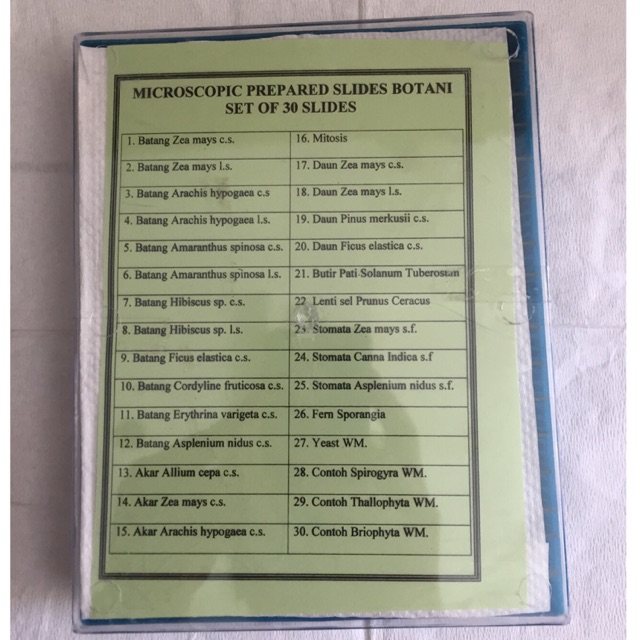 MICROSCOPIC PREPARED SLIDES BOTANI
SET OF 30 SLIDES
1. Batang Zea mays c.s.
2. Batang Zea mays l.s.
3. Batang Arachis hypogaea c.s
4. Batang Arachis hypogaea l.s.
5. Batang Amaranthus spinosa c.s.
6. Batang Amaranthus spinosa l.s.
7. Batang Hibiscus sp. c.s.
8. Batang Hibiscus sp. l.s.
9. Batang Ficus elastica c.s.
10. Batang Cordyline fruticosa c.s.
11. Batang Erythrina varigeta c.s.
12. Batang Asplenium nidus c.s.
13. Akar Allium cepa c.s.
14. Akar Zea mays c.s.
15. Akar Arachis hypogaea c.s.
16. Mitosis
17. Daun Zea mays c.s.
18. Daun Zea mays l.s.
19. Daun Pinus merkusii c.s.
20. Daun Ficus elastica c.s.
21. Butir Pati Solanum Tuberosum
22 Lenti sel Prunus Ceracus
23. Stomata Zea mays s.f.
24. Stomata Canna Indica s.f
25. Stomata Asplenium nidus s.f.
26. Fern Sporangia
27. Yeast WM.
28. Contoh Spirogyra WM.
29. Contoh Thallophyta WM.
30. Contoh Briophyta WM.